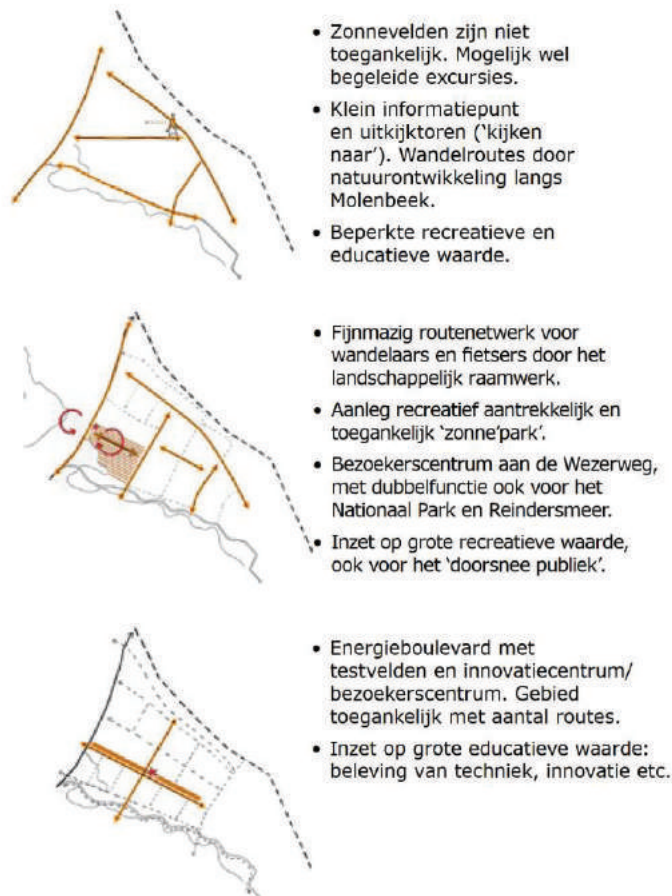 • Zonnevelden zijn niet
toegankelijk. Mogelijk wel
begeleide excursies.
• Klein informatiepunt
en uitkijktoren (‘kijken
naar’). Wandelroutes door
natuurontwikkeling langs
Molenbeek.
• Beperkte recreatieve en
educatieve waarde.
• Fijnmazig routenetwerk voor
wandelaars en fietsers door het
landschappelijk raamwerk.
• Aanleg recreatief aantrekkelijk en
toegankelijk ‘zonne’park’.
• Bezoekerscentrum aan de Wezerweg,
met dubbelfunctie ook voor het
Nationaal Park en Reindersmeer.
• Inzet op grote recreatieve waarde,
ook voor het ‘doorsnee publiek’.
• Energieboulevard met
testvelden en innovatiecentrum/
bezoekerscentrum. Gebied
toegankelijk met aantal routes.
• Inzet op grote educatieve waarde:
beleving van techniek, innovatie etc.